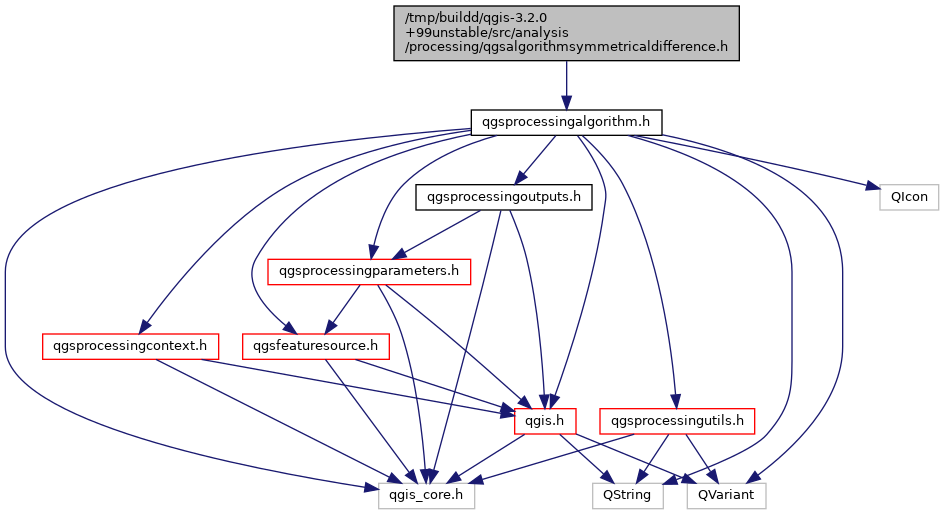 /tmp/buildd/qgis-3.2.0
+99unstable/src/analysis
/processing/qgsalgorithmsymmetricaldifference.h
qgsprocessingalgorithm.h
qgsprocessingoutputs.h
QIcon
qgsprocessingparameters.h
qgsprocessingcontext.h
qgsfeaturesource.h
qgis.h
qgsprocessingutils.h
qgis_core.h
QString
QVariant